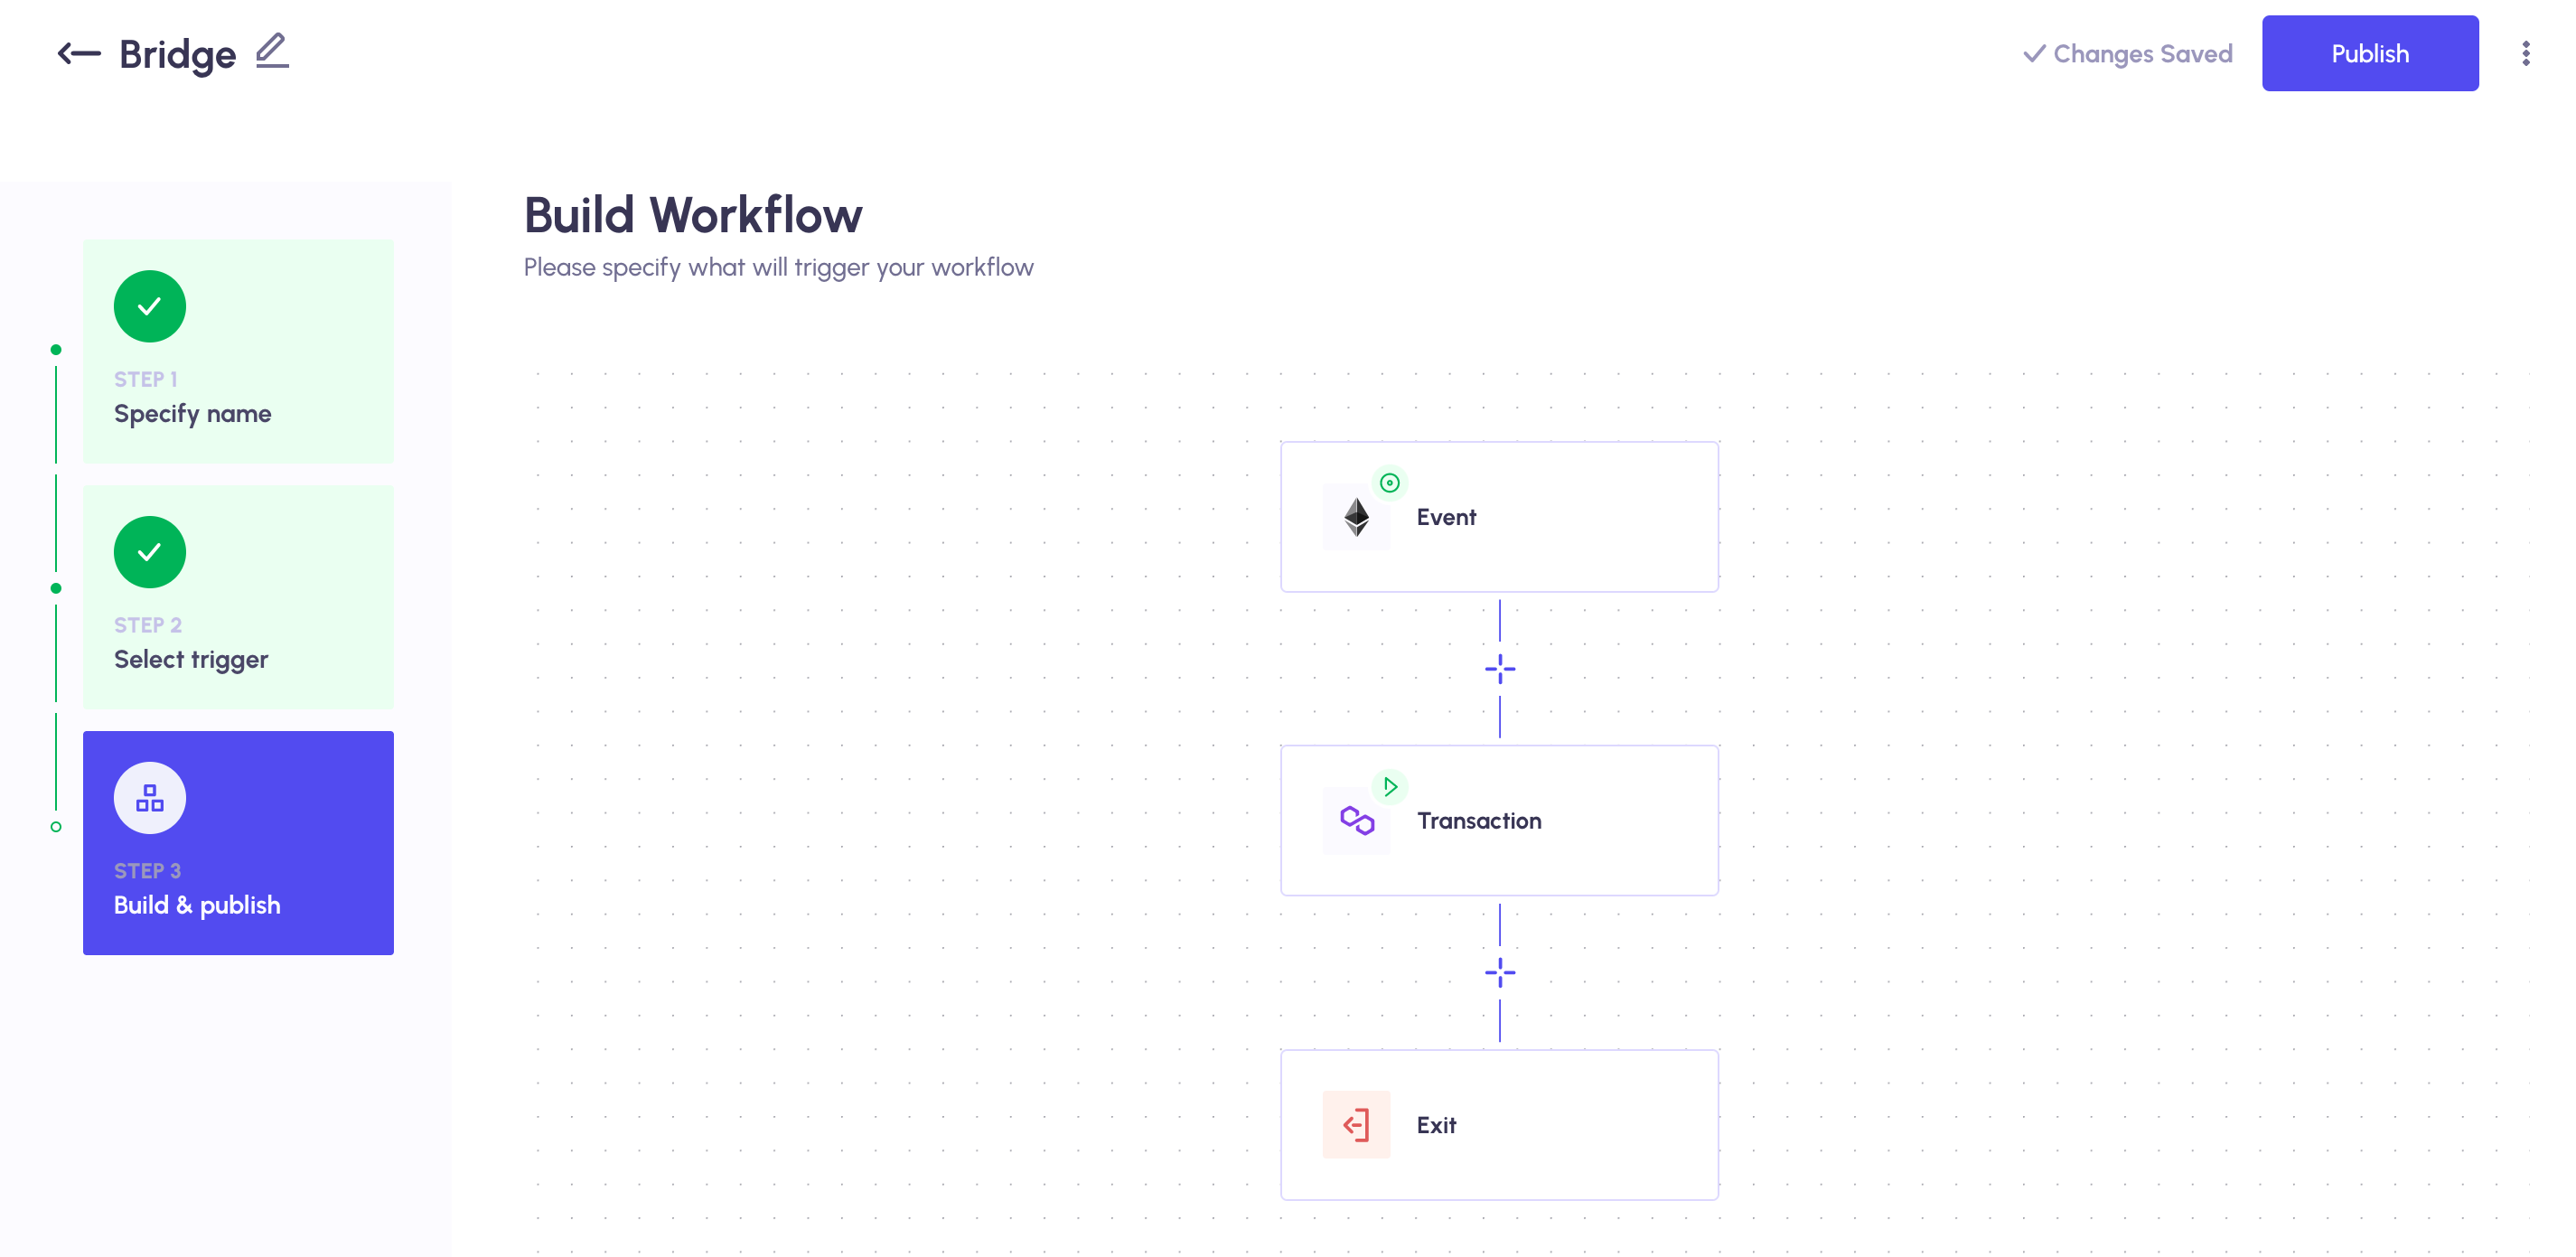 Bridge
Changes Saved
Publish
Build Workflow
Please specify what will trigger your workflow
STEP 1
Specify name
STEP 2
Select trigger
STEP 3
Build & publish
Event
Transaction
Exit